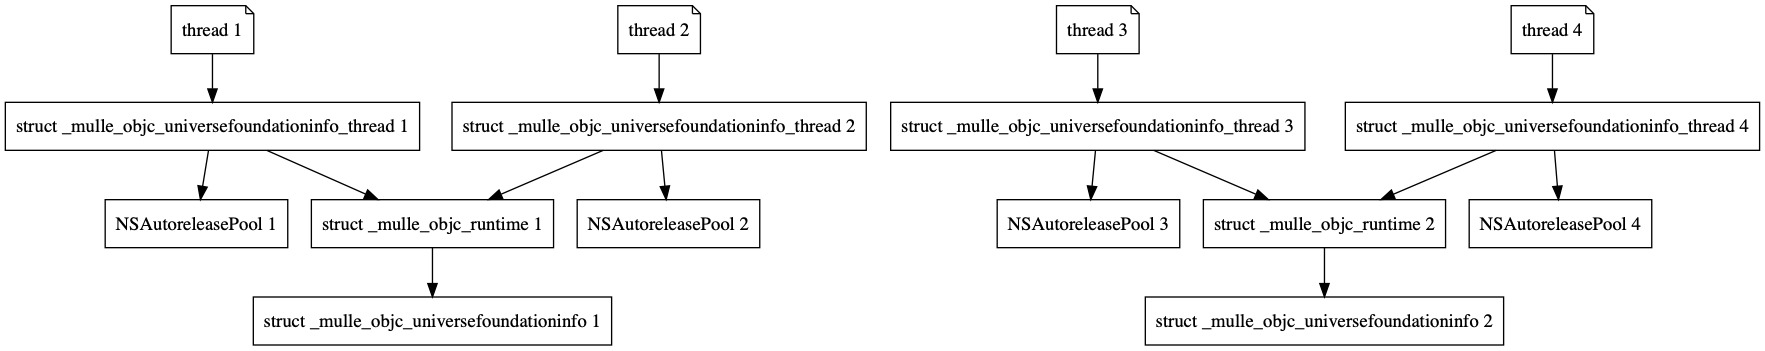 thread 1
thread 2
thread 3
thread 4
struct _mulle_objc_universefoundationinfo_thread 1
struct _mulle_objc_universefoundationinfo_thread 2
struct _mulle_objc_universefoundationinfo_thread 3
struct _mulle_objc_universefoundationinfo_thread 4
NSAutoreleasePool 1
struct _mulle_objc_runtime 1
NSAutoreleasePool 2
NSAutoreleasePool 3
struct _mulle_objc_runtime 2
NSAutoreleasePool 4
struct _mulle_objc_universefoundationinfo 1
struct _mulle_objc_universefoundationinfo 2